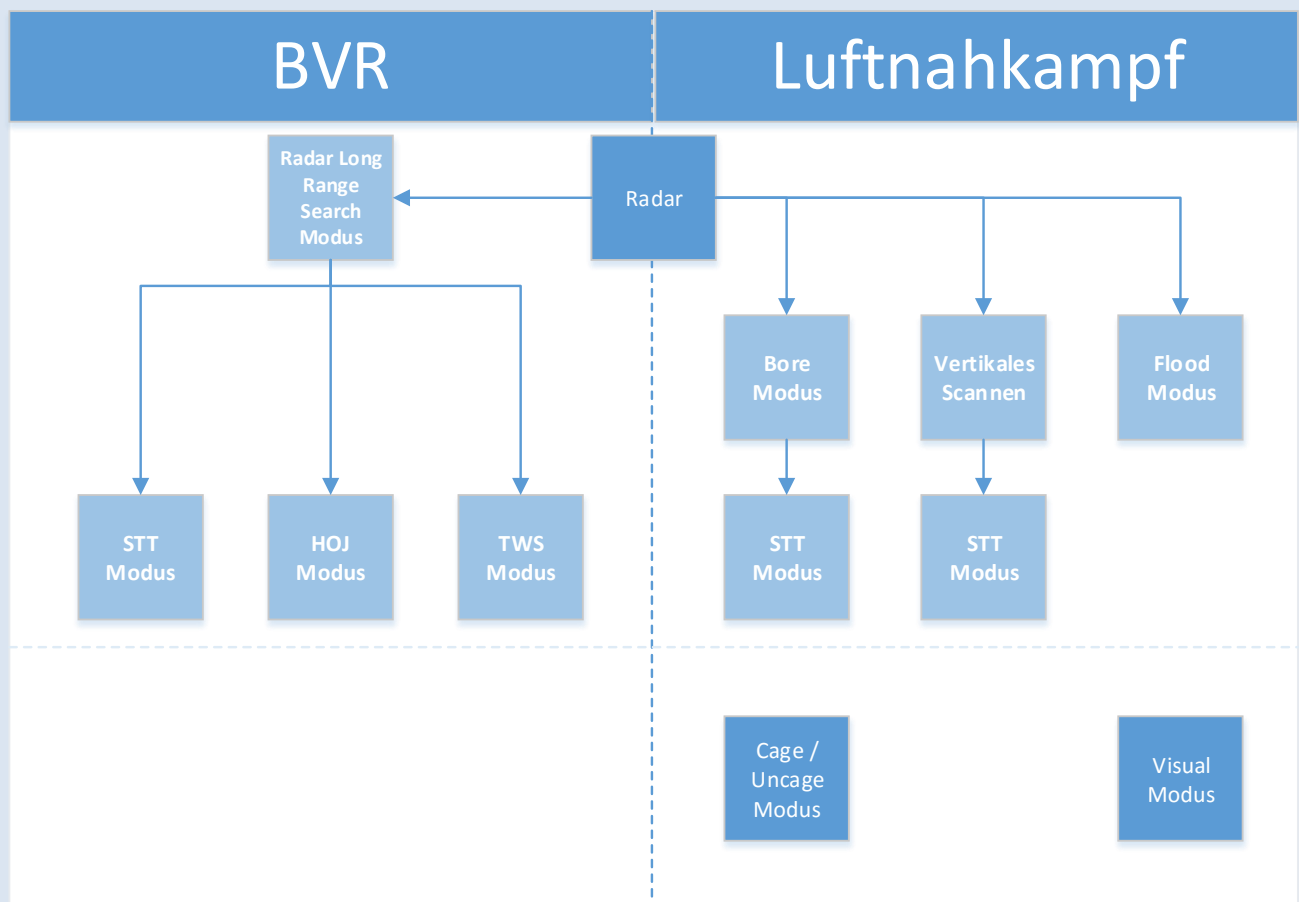 BVR
Luftnahkampf
Radar Long
Range
Search
Modus
Radar
Bore
Modus
Vertikales
Scannen
Flood
Modus
STT
Modus
HOJ
Modus
TWS
Modus
STT
Modus
STT
Modus
Cage /
Uncage
Modus
Visual
Modus